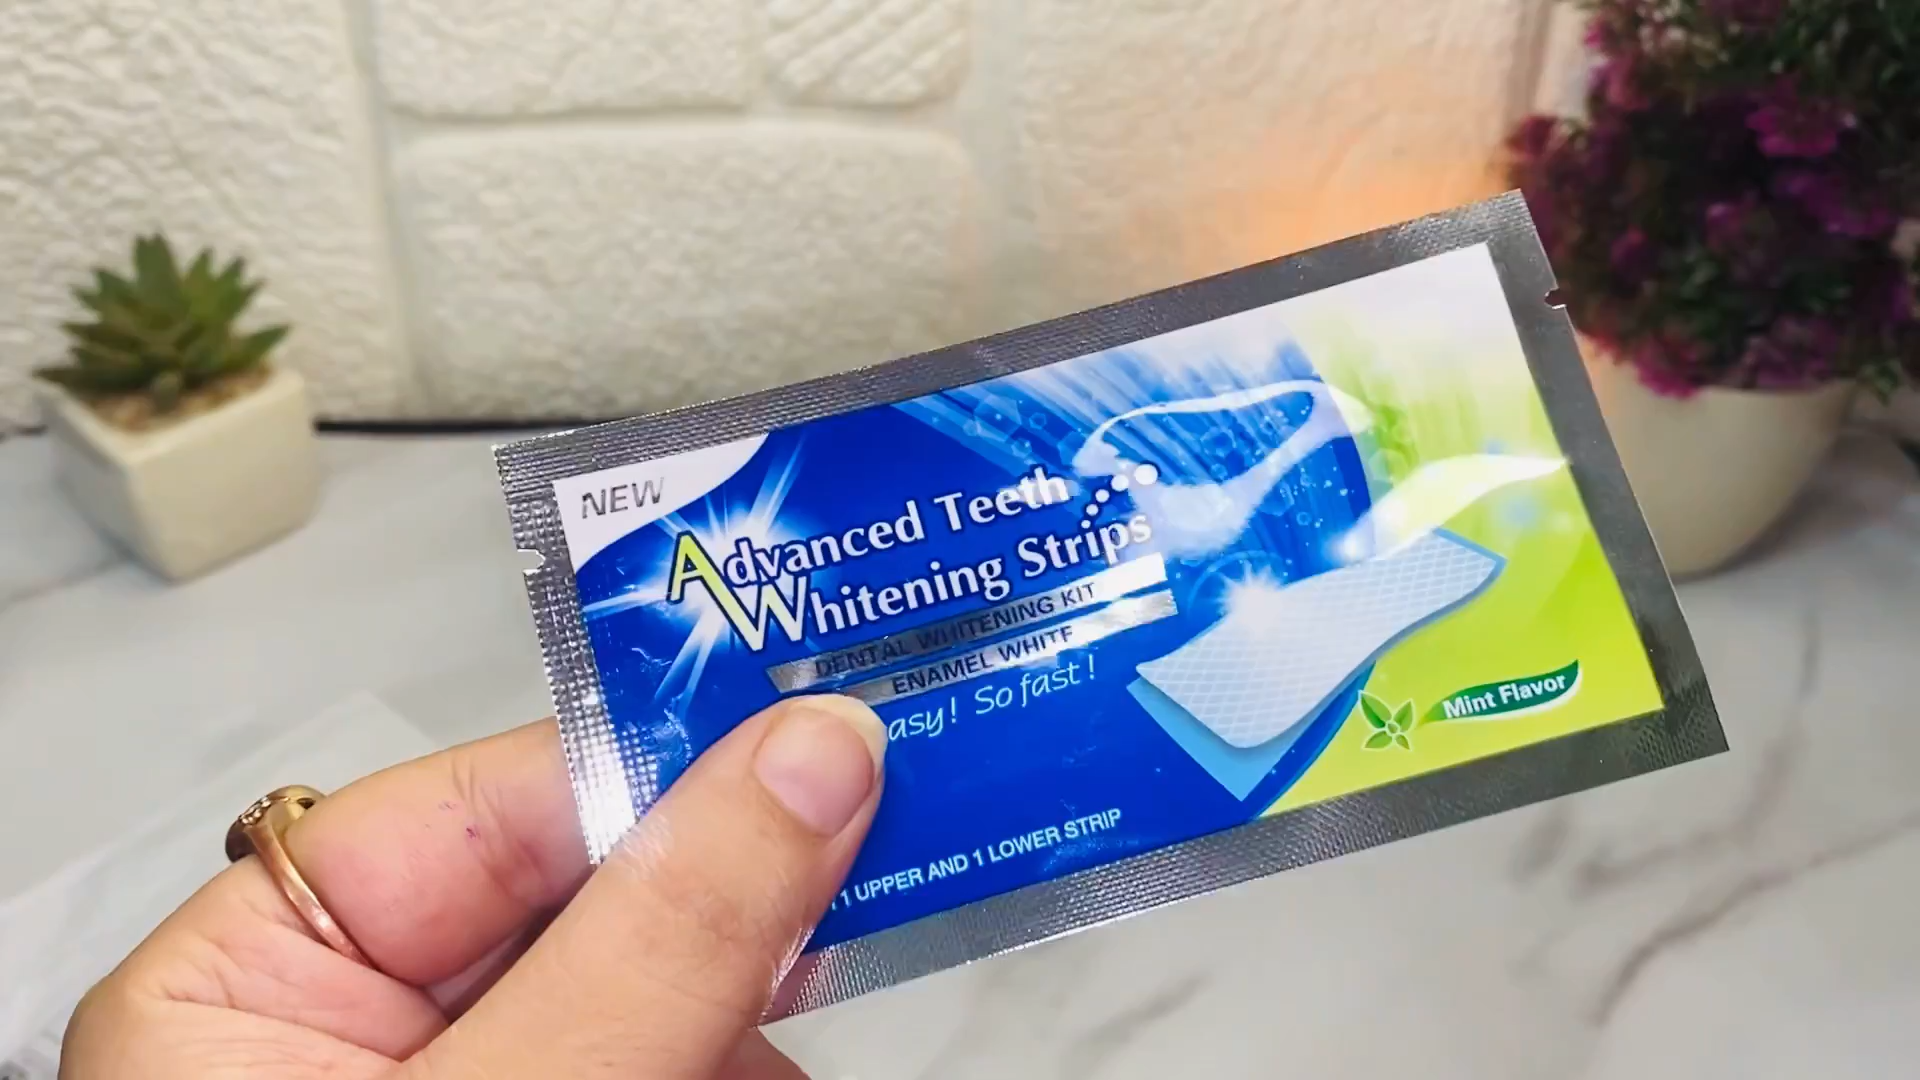 NEW
Advanced Teeth
Whitening Strips
DENTAL WHITENING KIT
ENAMEL WHITE
So fast!
1 UPPER AND 1 LOWER STRIP
Mint Flavor